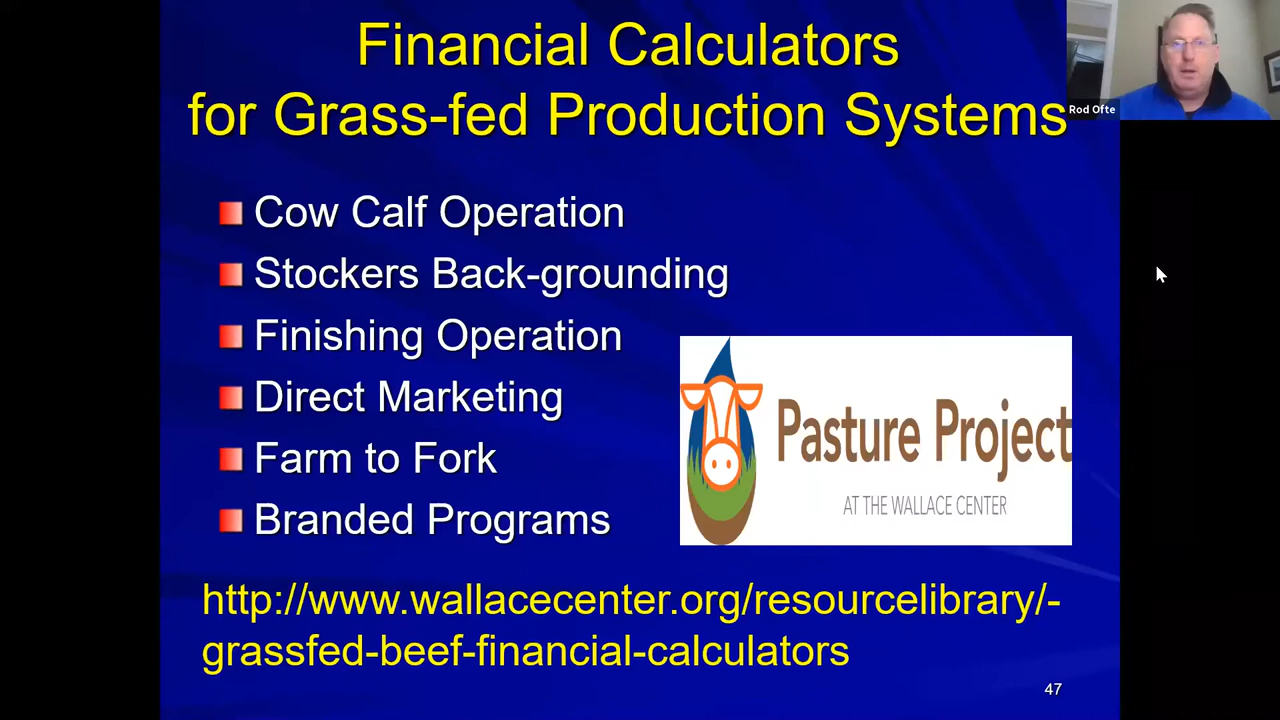 Financial Calculators
for Grass-fed Production Systems
Rod Ofte
Cow Calf Operation
Stockers Back-grounding
Finishing Operation
Direct Marketing
Farm to Fork
Branded Programs
Pasture Project
AT THE WALLACE CENTER
http://www.wallacecenter.org/resourcelibrary/-
grassfed-beef-financial-calculators
47